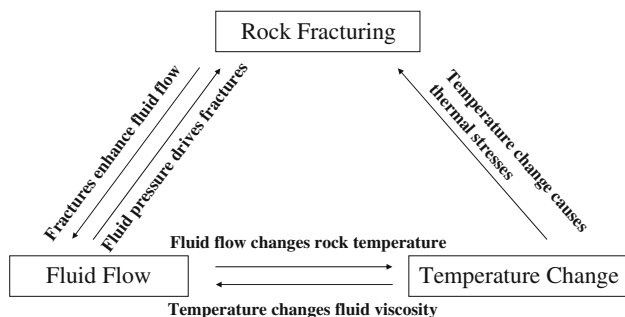 Rock Fracturing
Fractures enhance fluid flow
Fluid pressure drives fractures
Temperature change causes
thermal stresses
Fluid flow changes rock temperature
Fluid Flow
Temperature Change
Temperature changes fluid viscosity